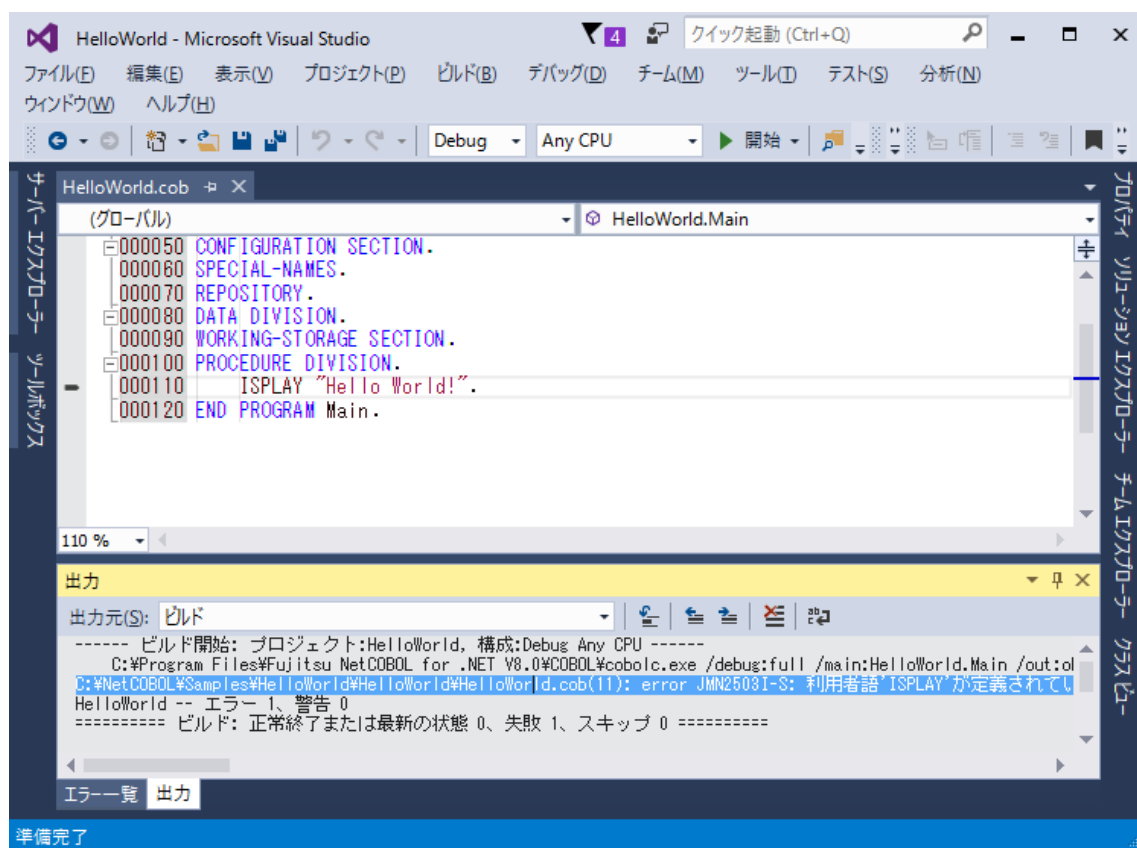 HelloWorld - Microsoft Visual Studio
4
クイック起動 (Ctrl+Q)
ファイル(F) 編集(E) 表示(V) プロジェクト(P) ビルド(B) デバッグ(D) チーム(M) ツール(T) テスト(S) 分析(N)
ウィンドウ(W) ヘルプ(H)
Debug Any CPU 開始
サーバー エクスプローラー
ツールボックス
HelloWorld.cob
(グローバル) HelloWorld.Main
000050 CONFIGURATION SECTION.
000060 SPECIAL-NAMES.
000070 REPOSITORY.
000080 DATA DIVISION.
000090 WORKING-STORAGE SECTION.
000100 PROCEDURE DIVISION.
000110 ISPLAY "Hello World!".
000120 END PROGRAM Main.
110 %
プロパティ
ソリューション エクスプローラー
チーム エクスプローラー
クラス ビュー
出力
出力元(S): ビルド
------ ビルド開始: プロジェクト:HelloWorld, 構成:Debug Any CPU ------
C:¥Program Files¥Fujitsu NetCOBOL for .NET V8.0¥COBOL¥cobolc.exe /debug:full /main:HelloWorld.Main /out:ob
C:¥NetCOBOL¥Samples¥HelloWorld¥HelloWorld¥HelloWorld.cob(11): error JMN2503I-S: 利用者語'ISPLAY'が定義されてい
HelloWorld -- エラー 1、警告 0
========== ビルド: 正常終了または最新の状態 0、失敗 1、スキップ 0 ==========
エラー一覧 出力
準備完了